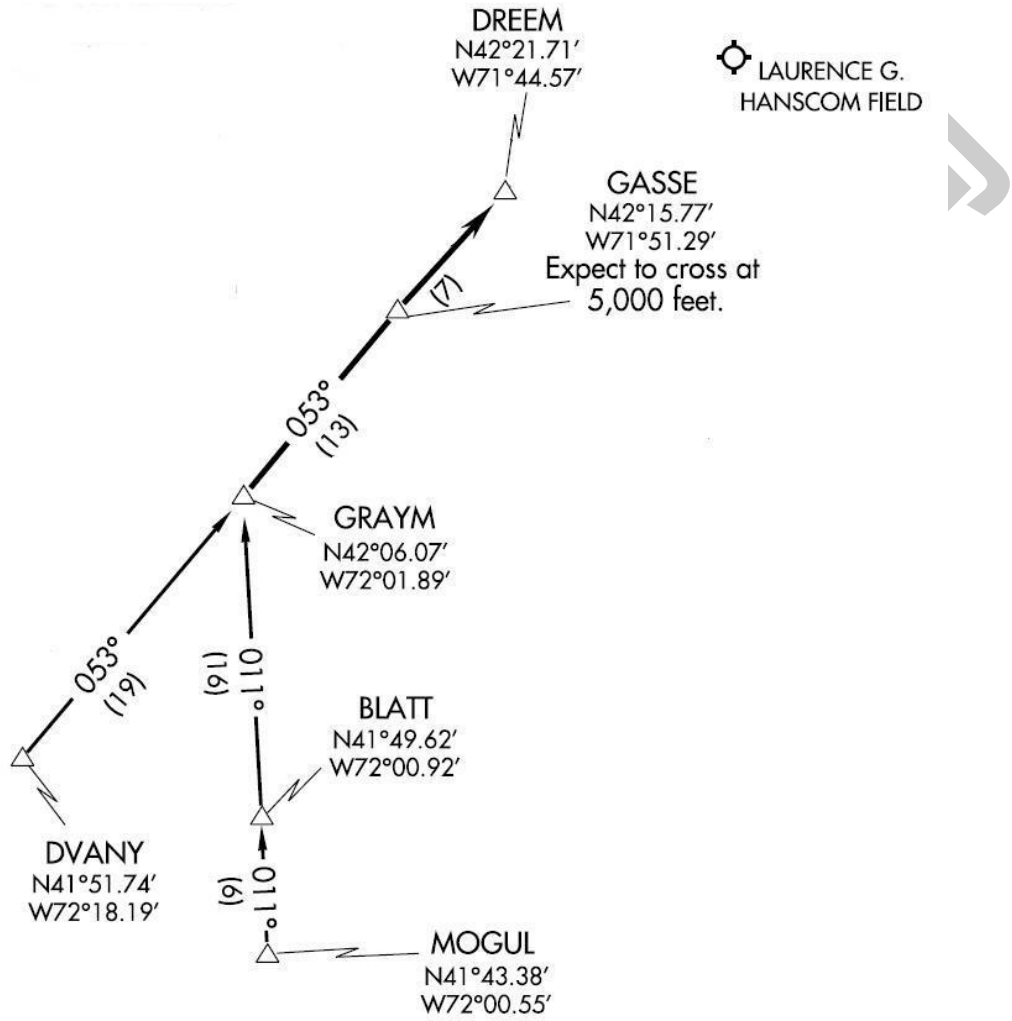 DREEM
N42°21.71'
W71°44.57'
LAURENCE G.
HANSCOM FIELD
GASSE
N42°15.77'
W71°51.29'
Expect to cross at
5,000 feet.
(7)
053°
(13)
GRAYM
N42°06.07'
W72°01.89'
053°
(19)
011°
(16)
BLATT
N41°49.62'
W72°00.92'
DVANY
N41°51.74'
W72°18.19'
011°
(6)
MOGUL
N41°43.38'
W72°00.55'